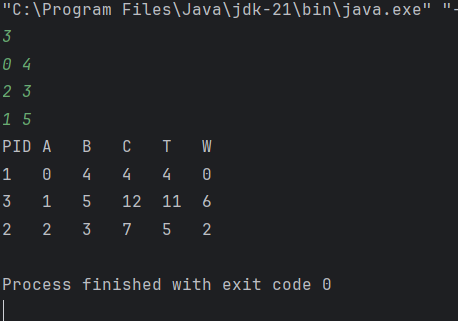 "C:\Program Files\Java\jdk-21\bin\java.exe" "-
3
0 4
2 3
1 5
PID A   B   C   T   W
1   0   4   4   4   0
3   1   5   12  11  6
2   2   3   7   5   2
Process finished with exit code 0